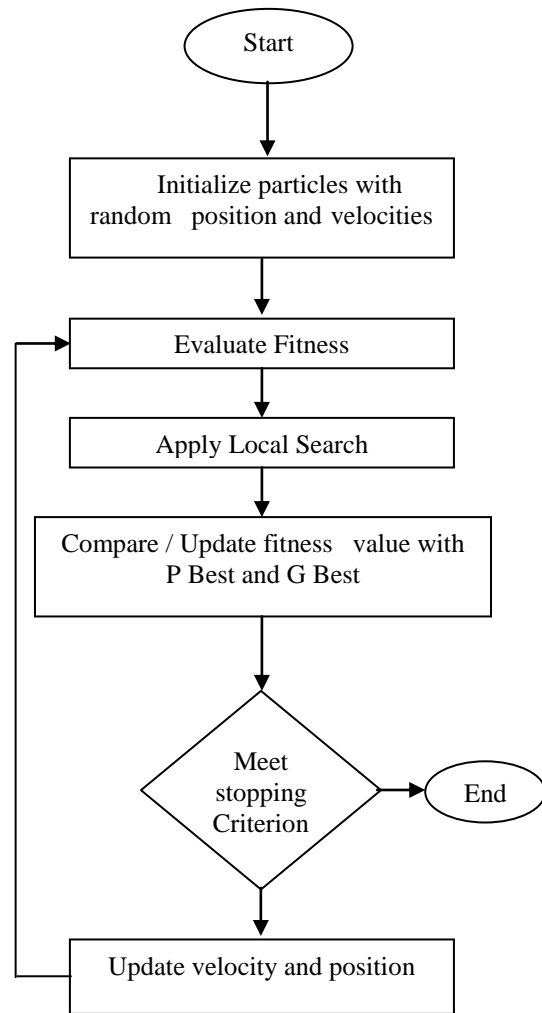 Start
Initialize particles with
random position and velocities
Evaluate Fitness
Apply Local Search
Compare / Update fitness value with
P Best and G Best
Meet
stopping
Criterion
End
Update velocity and position